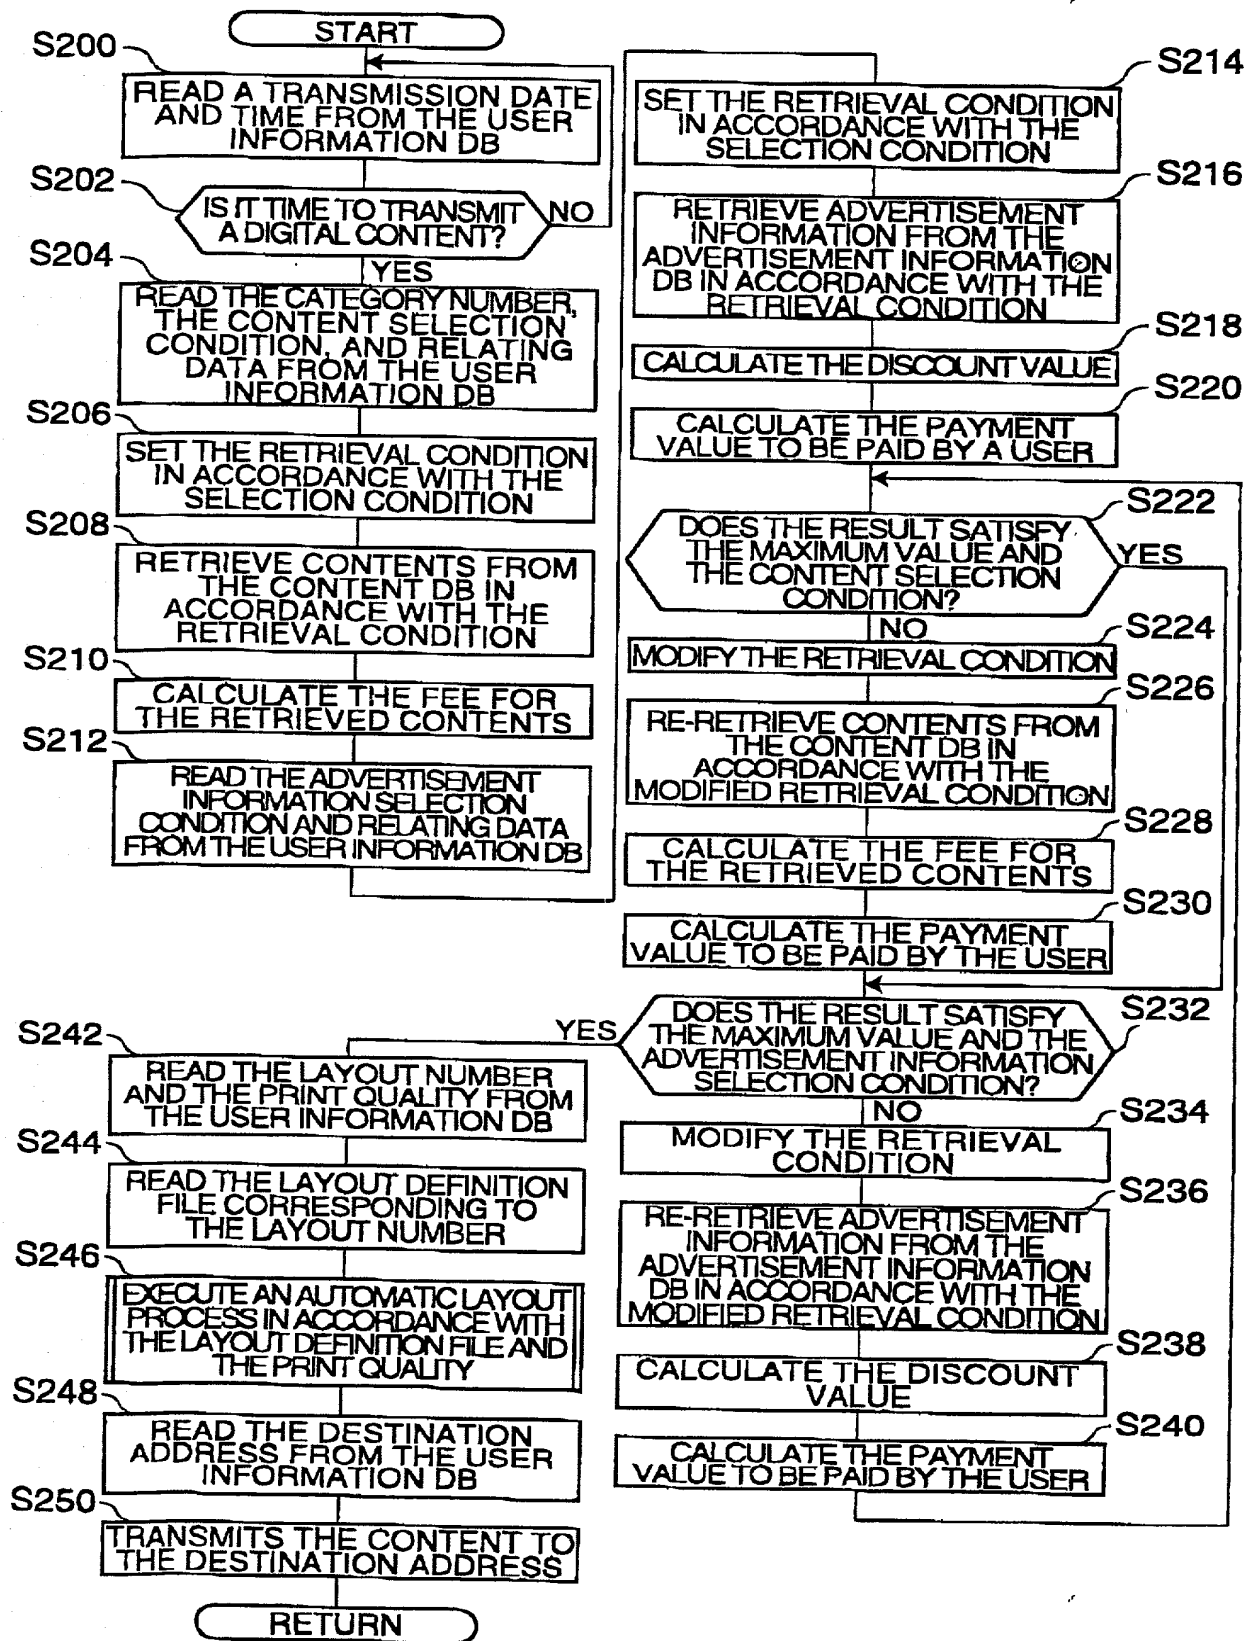 START
S200
READ A TRANSMISSION DATE
AND TIME FROM THE USER
INFORMATION DB
S202
IS IT TIME TO TRANSMIT
A DIGITAL CONTENT?
NO
YES
S204
READ THE CATEGORY NUMBER,
THE CONTENT SELECTION
CONDITION, AND RELATING
DATA FROM THE USER
INFORMATION DB
S206
SET THE RETRIEVAL CONDITION
IN ACCORDANCE WITH THE
SELECTION CONDITION
S208
RETRIEVE CONTENTS FROM
THE CONTENT DB IN
ACCORDANCE WITH THE
RETRIEVAL CONDITION
S210
CALCULATE THE FEE FOR
THE RETRIEVED CONTENTS
S212
READ THE ADVERTISEMENT
INFORMATION SELECTION
CONDITION AND RELATING DATA
FROM THE USER INFORMATION DB
S214
SET THE RETRIEVAL CONDITION
IN ACCORDANCE WITH THE
SELECTION CONDITION
S216
RETRIEVE ADVERTISEMENT
INFORMATION FROM THE
ADVERTISEMENT INFORMATION
DB IN ACCORDANCE WITH THE
RETRIEVAL CONDITION
S218
CALCULATE THE DISCOUNT VALUE
S220
CALCULATE THE PAYMENT
VALUE TO BE PAID BY A USER
S222
DOES THE RESULT SATISFY
THE MAXIMUM VALUE AND
THE CONTENT SELECTION
CONDITION?
YES
NO
S224
MODIFY THE RETRIEVAL CONDITION
S226
RE-RETRIEVE CONTENTS FROM
THE CONTENT DB IN
ACCORDANCE WITH THE
MODIFIED RETRIEVAL CONDITION
S228
CALCULATE THE FEE FOR
THE RETRIEVED CONTENTS
S230
CALCULATE THE PAYMENT
VALUE TO BE PAID BY THE USER
S232
DOES THE RESULT SATISFY
THE MAXIMUM VALUE AND THE
ADVERTISEMENT INFORMATION
SELECTION CONDITION?
YES
NO
S234
MODIFY THE RETRIEVAL
CONDITION
S236
RE-RETRIEVE ADVERTISEMENT
INFORMATION FROM THE
ADVERTISEMENT INFORMATION
DB IN ACCORDANCE WITH THE
MODIFIED RETRIEVAL CONDITION
S238
CALCULATE THE DISCOUNT
VALUE
S240
CALCULATE THE PAYMENT
VALUE TO BE PAID BY THE USER
S242
READ THE LAYOUT NUMBER
AND THE PRINT QUALITY FROM
THE USER INFORMATION DB
S244
READ THE LAYOUT DEFINITION
FILE CORRESPONDING TO
THE LAYOUT NUMBER
S246
EXECUTE AN AUTOMATIC LAYOUT
PROCESS IN ACCORDANCE WITH
THE LAYOUT DEFINITION FILE AND
THE PRINT QUALITY
S248
READ THE DESTINATION
ADDRESS FROM THE USER
INFORMATION DB
S250
TRANSMITS THE CONTENT TO
THE DESTINATION ADDRESS
RETURN